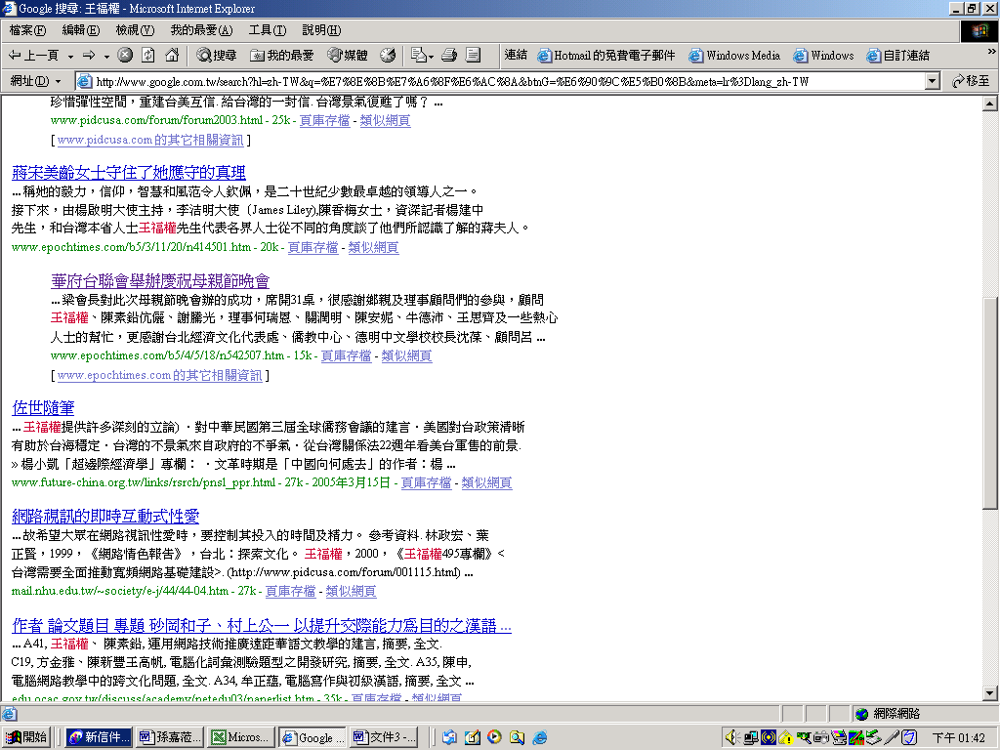 Google 搜尋: 王福權 - Microsoft Internet Explorer
檔案(F) 編輯(E) 檢視(V) 我的最愛(A) 工具(T) 說明(H)
上一頁 搜尋 我的最愛 媒體 連結 Hotmail 的免費電子郵件 Windows Media Windows 自訂連結 »
網址(D) http://www.google.com.tw/search?hl=zh-TW&q=%E7%8E%8B%E7%A6%8F%E6%AC%8A&btnG=%E6%90%9C%E5%B0%8B&meta=lr%3Dlang_zh-TW 移至
珍惜彈性空間，重建台美互信. 給台灣的一封信. 台灣景氣復甦了嗎？ ...
www.pidcusa.com/forum/forum2003.html - 25k - 頁庫存檔 - 類似網頁
[ www.pidcusa.com 的其它相關資訊 ]
蔣宋美齡女士守住了她應守的真理
... 稱她的毅力，信仰，智慧和風范令人欽佩，是二十世紀少數最卓越的領導人之一。
接下來，由楊啟明大使主持，李洁明大使（James Liley),陳香梅女士，資深記者楊建中
先生，和台灣本省人士王福權先生代表各界人士從不同的角度談了他們所認識了解的蔣夫人。
www.epochtimes.com/b5/3/11/20/n414501.htm - 20k - 頁庫存檔 - 類似網頁
華府台聯會舉辦慶祝母親節晚會
... 梁會長對此次母親節晚會辦的成功，席開31桌，很感謝鄉親及理事顧問們的參與，顧問
王福權、陳素鉛伉儷、謝騰光，理事何瑞恩、關潤明、陳安妮、牛德沛、王思齊及一些熱心
人士的幫忙，更感謝台北經濟文化代表處、僑教中心、德明中文學校校長沈葆、顧問呂 ...
www.epochtimes.com/b5/4/5/18/n542507.htm - 15k - 頁庫存檔 - 類似網頁
[ www.epochtimes.com 的其它相關資訊 ]
佐世隨筆
... 王福權提供許多深刻的立論) ．對中華民國第三屆全球僑務會議的建言．美國對台政策清晰
有助於台海穩定．台灣的不景氣來自政府的不爭氣．從台灣關係法22週年看美台軍售的前景.
» 楊小凱「超邊際經濟學」專欄： ．文革時期是「中國向何處去」的作者：楊 ...
www.future-china.org.tw/links/rsrch/pnsl_ppr.html - 27k - 2005年3月15日 - 頁庫存檔 - 類似網頁
網路視訊的即時互動式性愛
... 故希望大眾在網路視訊性愛時，要控制其投入的時間及精力。 參考資料. 林政宏、葉
正賢，1999，《網路情色報告》，台北：探索文化。 王福權，2000，《王福權495專欄》<
台灣需要全面推動寬頻網路基礎建設>. (http://www.pidcusa.com/forum/001115.html) ...
mail.nhu.edu.tw/~society/e-j/44/44-04.htm - 27k - 頁庫存檔 - 類似網頁
作者 論文題目 專題 砂岡和子、村上公一 以提升交際能力為目的之漢語 ...
... A41, 王福權、 陳素鉛, 運用網路技術推廣遠距華語文教學的建言, 摘要, 全文.
C19, 方金雅、陳新豐王高帆, 電腦化詞彙測驗題型之開發研究, 摘要, 全文. A35, 陳申,
電腦網路教學中的跨文化問題, 全文. A34, 牟正蘊, 電腦寫作與初級漢語, 摘要, 全文 ...
edu.ocac.gov.tw/discuss/academy/netedu03/paperlist.htm - 35k - 頁庫存檔 - 類似網頁
網際網路
開始 新信件... 孫嘉蒞... Micros... Google ... 文件3 -... 下午 01:42